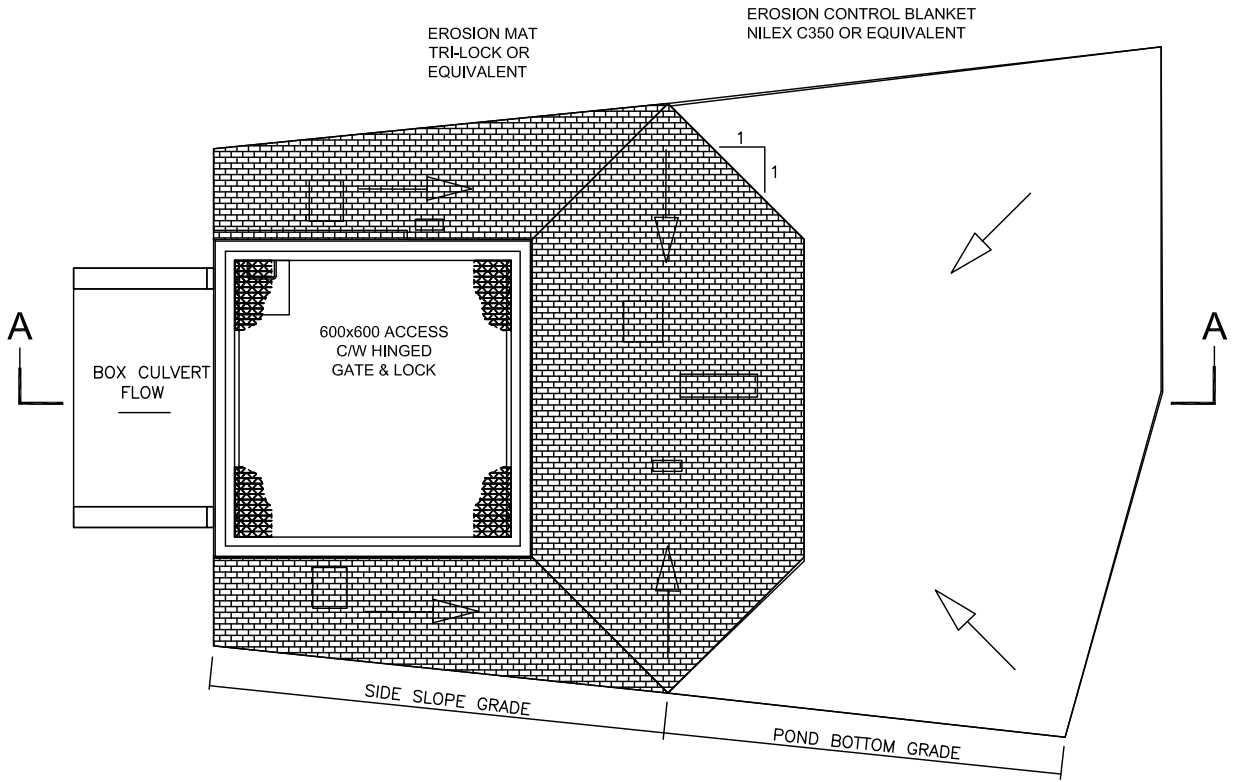 EROSION MAT
TRI-LOCK OR
EQUIVALENT
EROSION CONTROL BLANKET
NILEX C350 OR EQUIVALENT
1
1
A
A
600x600 ACCESS
C/W HINGED
GATE & LOCK
BOX CULVERT
FLOW
SIDE SLOPE GRADE
POND BOTTOM GRADE